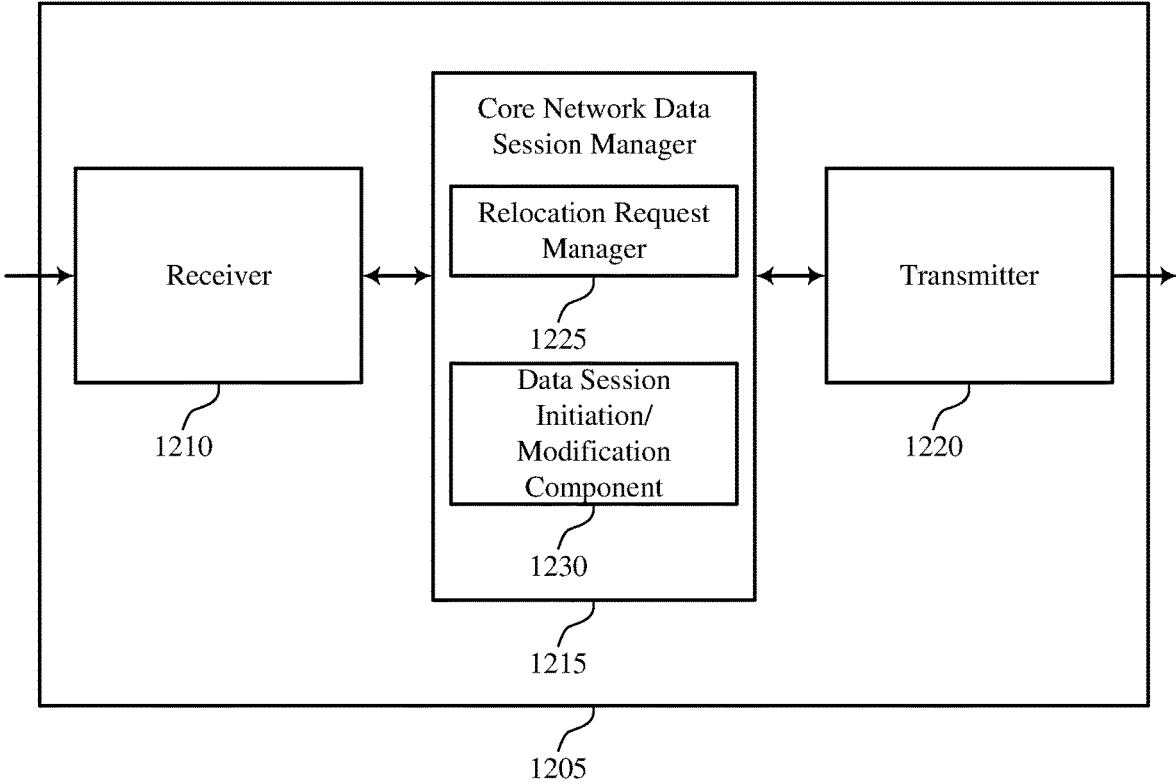 Core Network Data
Session Manager
Receiver
Relocation Request
Manager
Transmitter
1225
Data Session
Initiation/
Modification
Component
1210
1220
1230
1215
1205